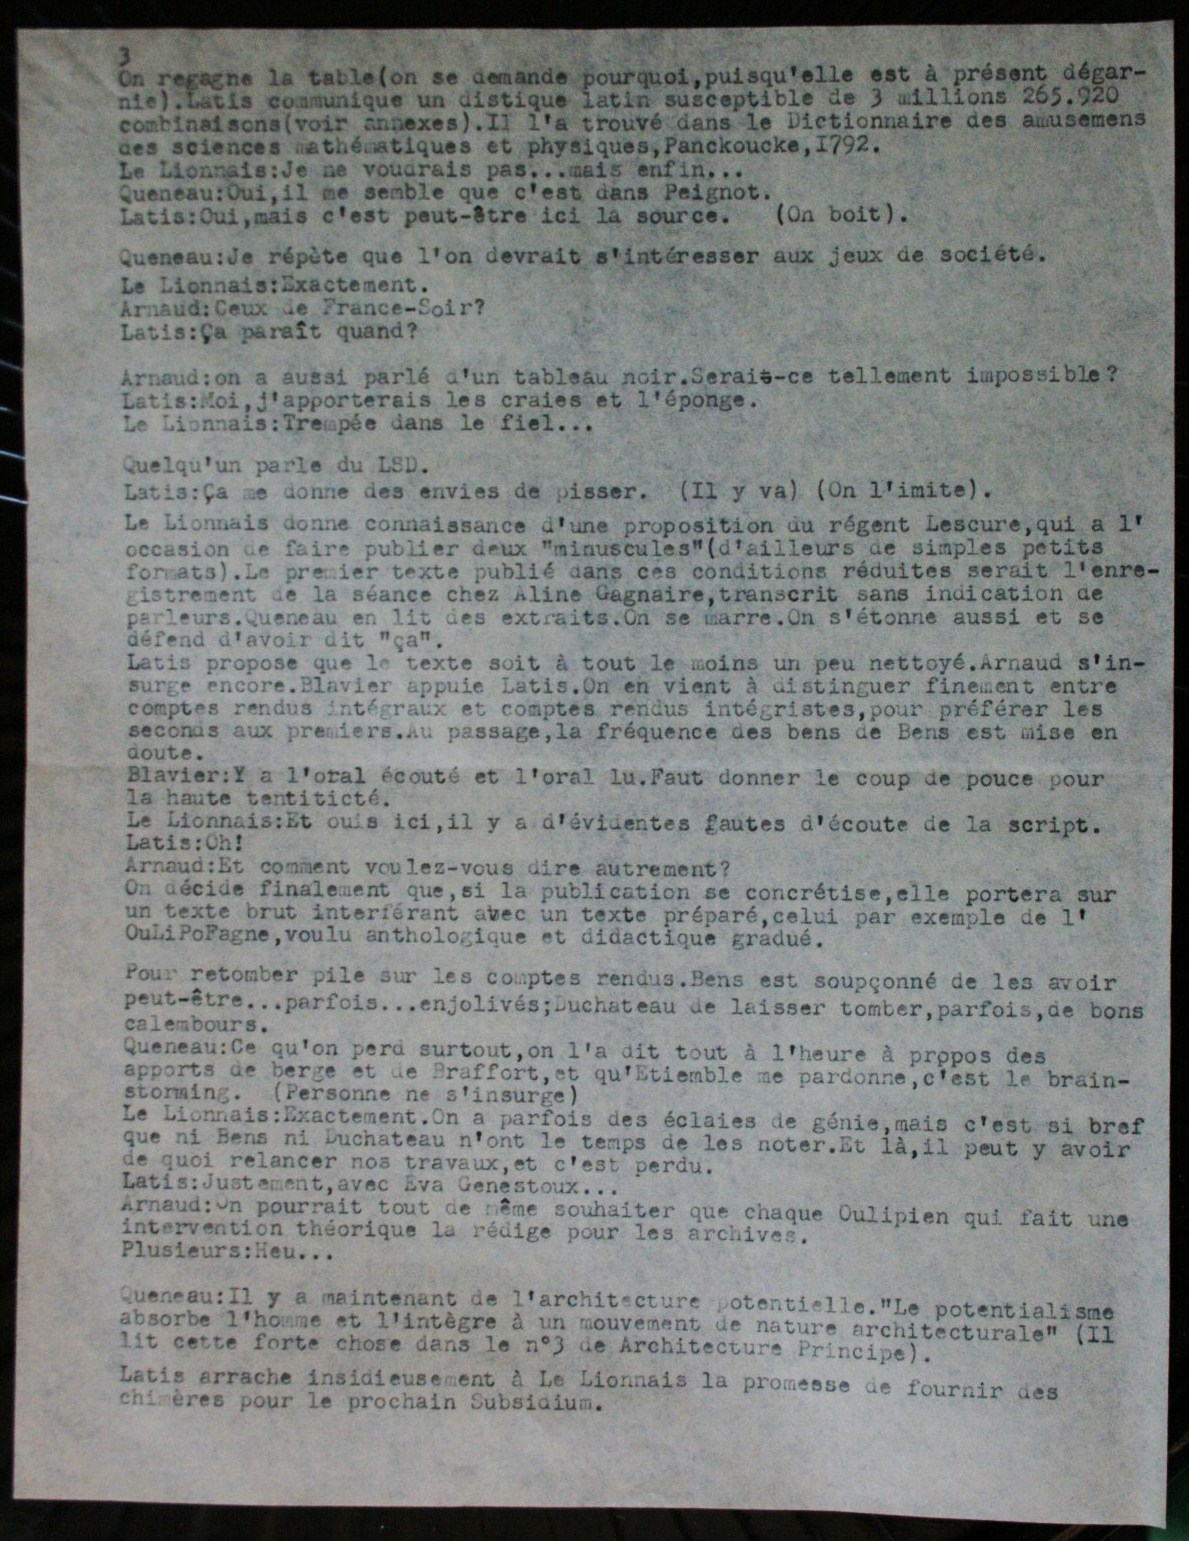 3
On regagne la table(on se demande pourquoi,puisqu'elle est à présent dégar-
nie).Latis communique un distique latin susceptible de 3 millions 265.920
combinaisons(voir annexes).Il l'a trouvé dans le Dictionnaire des amusemens
des sciences mathématiques et physiques,Panckoucke,I792.
Le Lionnais:Je ne voudrais pas...mais enfin...
Queneau:Oui,il me semble que c'est dans Peignot.
Latis:Oui,mais c'est peut-être ici la source. (On boit).
Queneau:Je répète que l'on devrait s'intéresser aux jeux de société.
Le Lionnais:Exactement.
Arnaud:Ceux de France-Soir?
Latis:Ça paraît quand?
Arnaud:on a aussi parlé d'un tableau noir.Serait-ce tellement impossible?
Latis:Moi,j'apporterais les craies et l'éponge.
Le Lionnais:Trempée dans le fiel...
Quelqu'un parle du LSD.
Latis:Ça me donne des envies de pisser. (Il y va) (On l'imite).
Le Lionnais donne connaissance d'une proposition du régent Lescure,qui a l'
occasion de faire publier deux "minuscules"(d'ailleurs de simples petits
formats).Le premier texte publié dans ces conditions réduites serait l'enre-
gistrement de la séance chez Aline Gagnaire,transcrit sans indication de
parleurs.Queneau en lit des extraits.On se marre.On s'étonne aussi et se
défend d'avoir dit "ça".
Latis propose que le texte soit à tout le moins un peu nettoyé.Arnaud s'in-
surge encore.Blavier appuie Latis.On en vient à distinguer finement entre
comptes rendus intégraux et comptes rendus intégristes,pour préférer les
seconds aux premiers.Au passage,la fréquence des bens de Bens est mise en
doute.
Blavier:Y a l'oral écouté et l'oral lu.Faut donner le coup de pouce pour
la haute tentiticté.
Le Lionnais:Et ouis ici,il y a d'évidentes fautes d'écoute de la script.
Latis:Oh!
Arnaud:Et comment voulez-vous dire autrement?
On décide finalement que,si la publication se concrétise,elle portera sur
un texte brut interférant avec un texte préparé,celui par exemple de l'
OuLiPoFagne,voulu anthologique et didactique gradué.
Pour retomber pile sur les comptes rendus.Bens est soupçonné de les avoir
peut-être...parfois...enjolivés;Duchateau de laisser tomber,parfois,de bons
calembours.
Queneau:Ce qu'on perd surtout,on l'a dit tout à l'heure à propos des
apports de berge et de Braffort,et qu'Etiemble me pardonne,c'est le brain-
storming. (Personne ne s'insurge)
Le Lionnais:Exactement.On a parfois des éclaies de génie,mais c'est si bref
que ni Bens ni Duchateau n'ont le temps de les noter.Et là,il peut y avoir
de quoi relancer nos travaux,et c'est perdu.
Latis:Justement,avec Eva Genestoux...
Arnaud:On pourrait tout de même souhaiter que chaque Oulipien qui fait une
intervention théorique la rédige pour les archives.
Plusieurs:Heu...
Queneau:Il y a maintenant de l'architecture potentielle."Le potentialisme
absorbe l'homme et l'intègre à un mouvement de nature architecturale" (Il
lit cette forte chose dans le n°3 de Architecture Principe).
Latis arrache insidieusement à Le Lionnais la promesse de fournir des
chimères pour le prochain Subsidium.